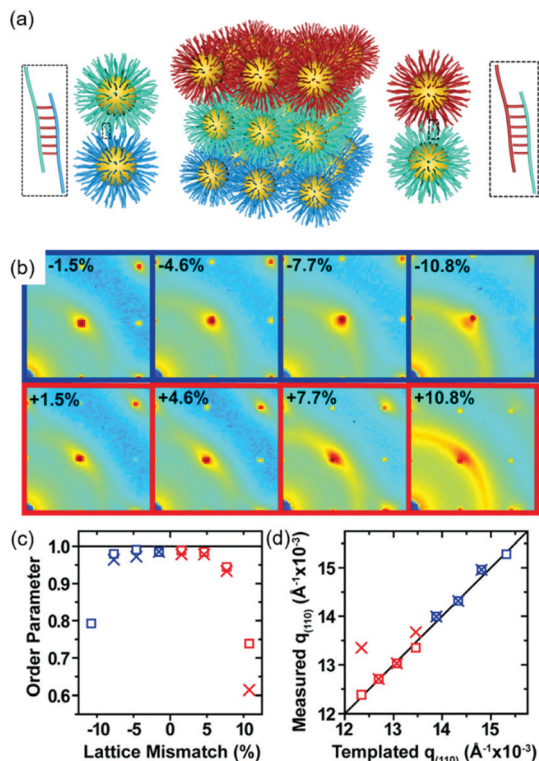 (a)
(b)
-1.5%
-4.6%
-7.7%
-10.8%
+1.5%
+4.6%
+7.7%
+10.8%
(c)
1.0
0.9
0.8
0.7
0.6
Order Parameter
-10 -5 0 5 10
Lattice Mismatch (%)
(d)
15
14
13
12
Measured q(110) (Å⁻¹x10⁻³)
12 13 14 15
Templated q(110) (Å⁻¹x10⁻³)